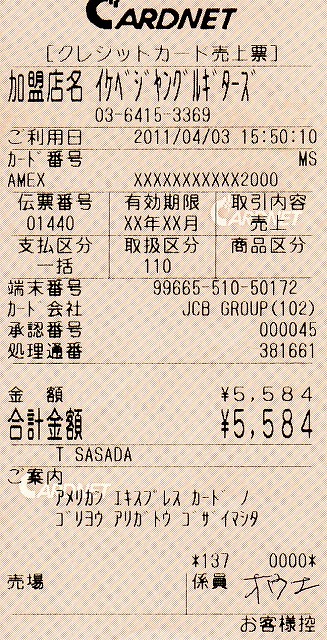 CARDNET
[クレジットカード売上票]
加盟店名 イケベジャングルギターズ
03-6415-3369
ご利用日 2011/04/03 15:50:10
カード番号 MS
AMEX XXXXXXXXXXX2000
伝票番号 有効期限 取引内容
01440 XX年XX月 売上
支払区分 取扱区分 商品区分
一括 110
端末番号 99665-510-50172
カード会社 JCB GROUP(102)
承認番号 000045
処理通番 381661
金 額 ¥5,584
合計金額 ¥5,584
T SASADA
ご案内
アメリカン エキスプレス カード ノ
ゴリヨウ アリガトウ ゴザイマシタ
*137 0000*
売場 係員
お客様控